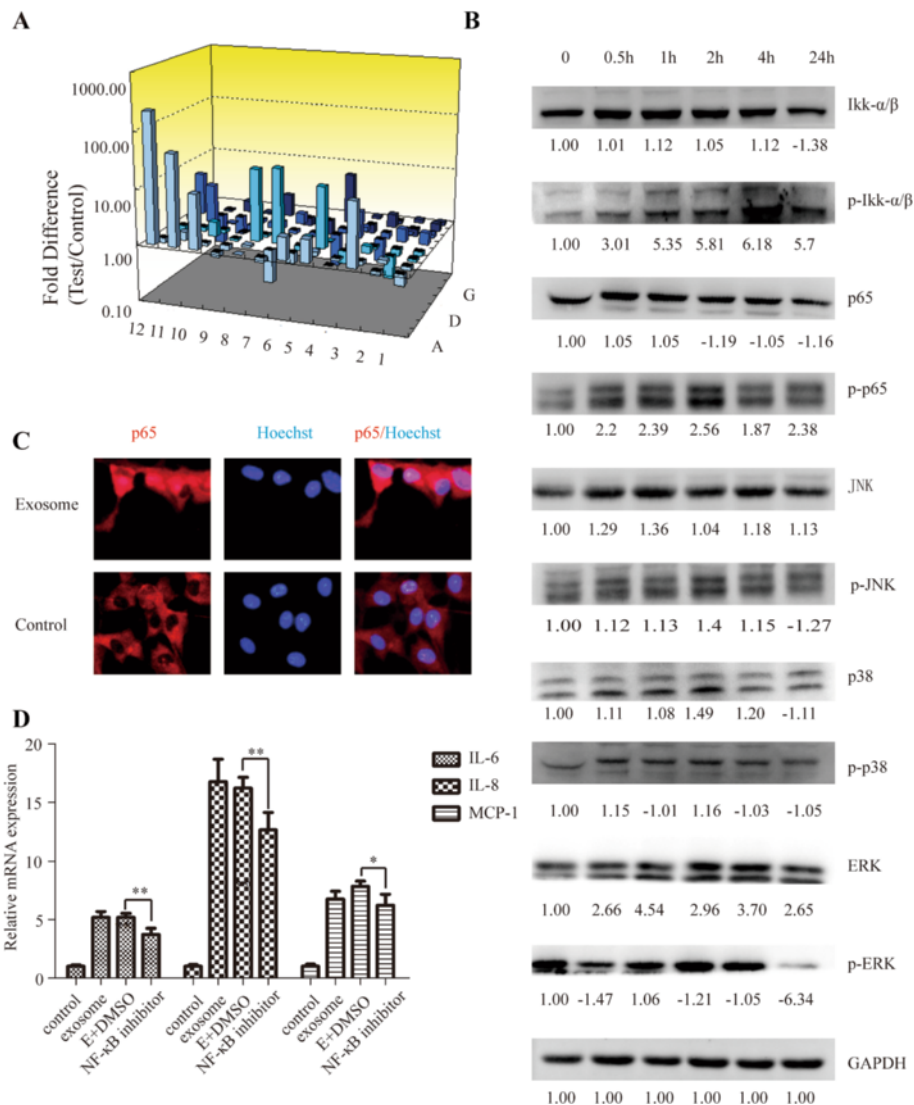 A
1000.00
100.00
10.00
1.00
0.10
Fold Difference
(Test/Control)
12 11 10 9 8 7 6 5 4 3 2 1
A
D
G
B
0 0.5h 1h 2h 4h 24h
Ikk-α/β
1.00 1.01 1.12 1.05 1.12 -1.38
p-Ikk-α/β
1.00 3.01 5.35 5.81 6.18 5.7
p65
1.00 1.05 1.05 -1.19 -1.05 -1.16
p-p65
1.00 2.2 2.39 2.56 1.87 2.38
JNK
1.00 1.29 1.36 1.04 1.18 1.13
p-JNK
1.00 1.12 1.13 1.4 1.15 -1.27
p38
1.00 1.11 1.08 1.49 1.20 -1.11
p-p38
1.00 1.15 -1.01 1.16 -1.03 -1.05
ERK
1.00 2.66 4.54 2.96 3.70 2.65
p-ERK
1.00 -1.47 1.06 -1.21 -1.05 -6.34
GAPDH
1.00 1.00 1.00 1.00 1.00 1.00
C
p65 Hoechst p65/Hoechst
Exosome
Control
D
Relative mRNA expression
20
15
10
5
0
** ** *
IL-6
IL-8
MCP-1
control exosome E+DMSO NF-κB inhibitor control exosome E+DMSO NF-κB inhibitor control exosome E+DMSO NF-κB inhibitor